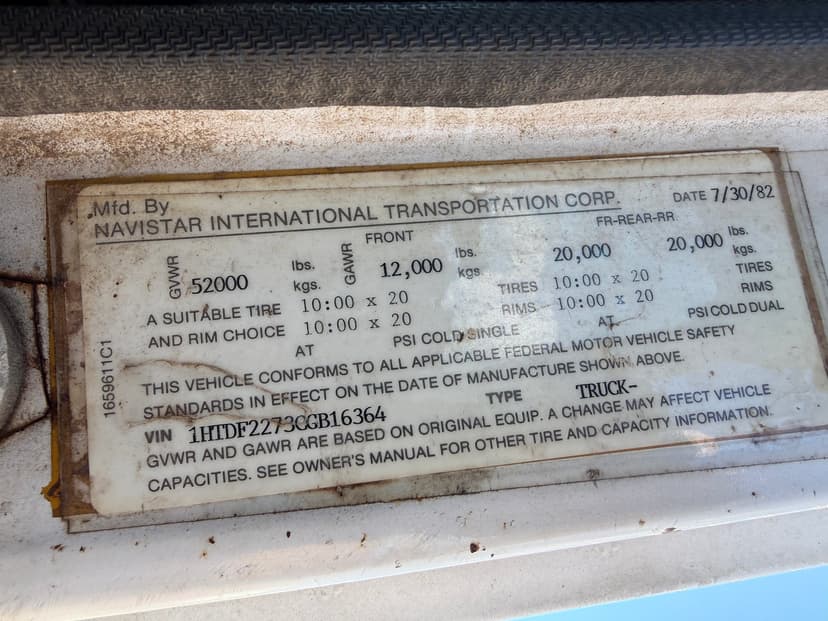 Mfd. By
NAVISTAR INTERNATIONAL TRANSPORTATION CORP. DATE 7/30/82
FRONT FR-REAR-RR
GVWR 52000 lbs. kgs. GAWR 12,000 lbs. kgs. 20,000 20,000 lbs. kgs.
A SUITABLE TIRE 10:00 x 20 TIRES 10:00 x 20 TIRES
AND RIM CHOICE 10:00 x 20 RIMS 10:00 x 20 RIMS
AT PSI COLD SINGLE AT PSI COLD DUAL
THIS VEHICLE CONFORMS TO ALL APPLICABLE FEDERAL MOTOR VEHICLE SAFETY
STANDARDS IN EFFECT ON THE DATE OF MANUFACTURE SHOWN ABOVE.
VIN 1HTDF2273CGB16364 TYPE TRUCK-
GVWR AND GAWR ARE BASED ON ORIGINAL EQUIP. A CHANGE MAY AFFECT VEHICLE
CAPACITIES. SEE OWNER'S MANUAL FOR OTHER TIRE AND CAPACITY INFORMATION.
1659611C1